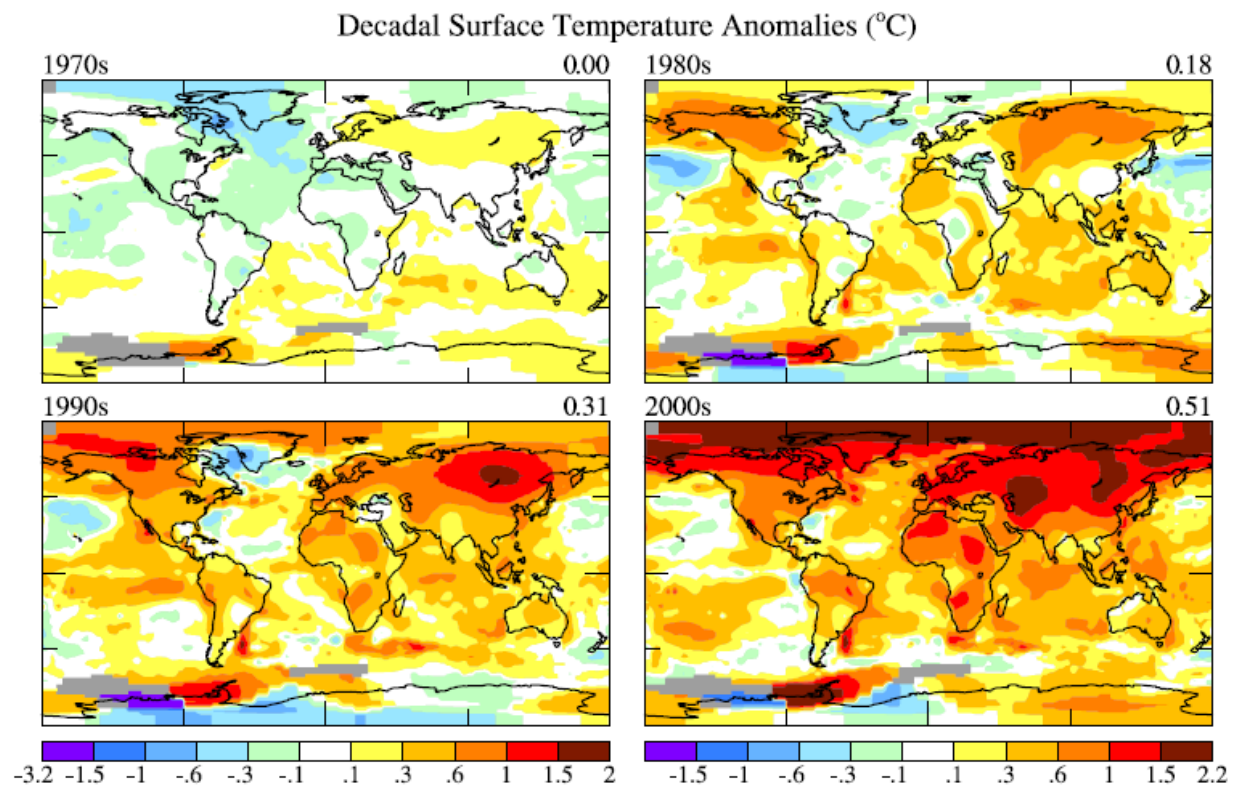 Decadal Surface Temperature Anomalies (°C)
1970s 0.00 1980s 0.18
1990s 0.31 2000s 0.51
-3.2 -1.5 -1 -.6 -.3 -.1 .1 .3 .6 1 1.5 2 -1.5 -1 -.6 -.3 -.1 .1 .3 .6 1 1.5 2.2